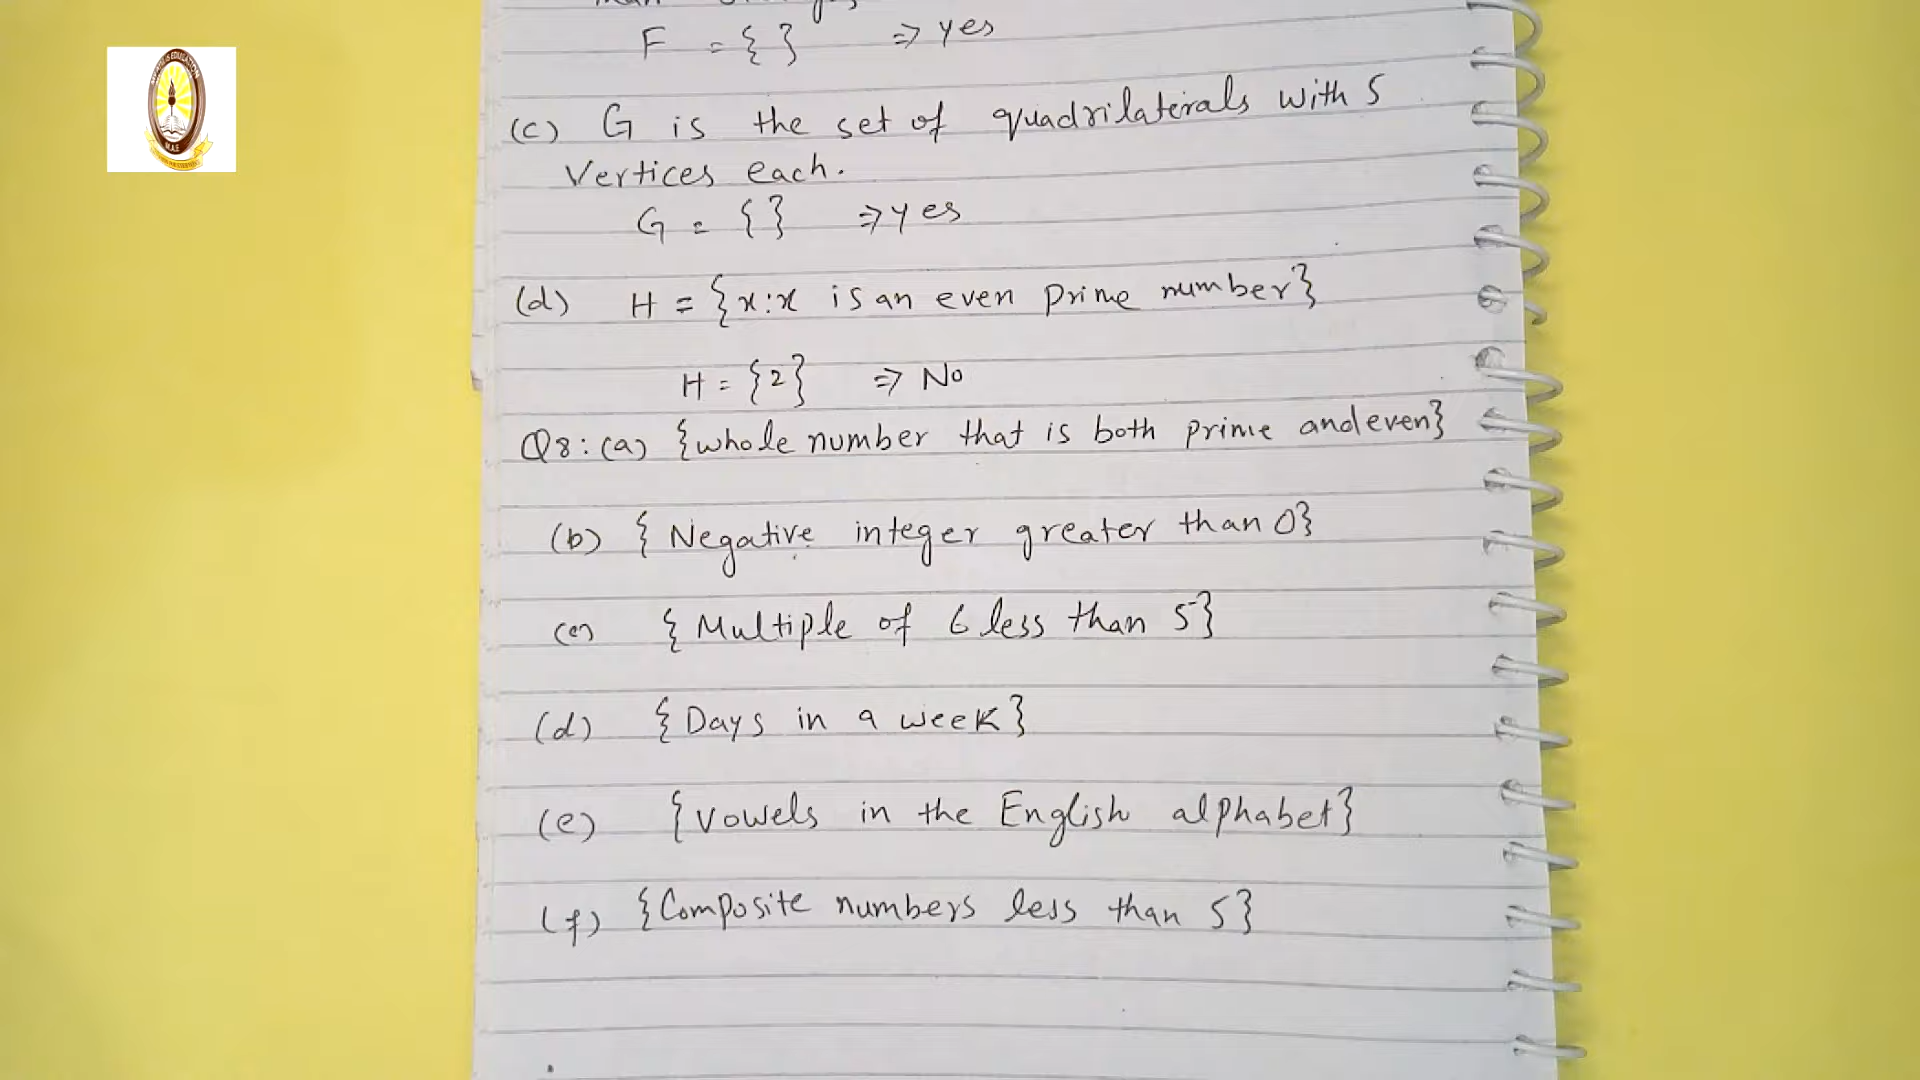 F = { } ⇒ yes
(c) G is the set of quadrilaterals with 5
Vertices each.
G = { } ⇒ yes
(d) H = {x:x is an even prime number}
H = {2} ⇒ No
Q8:(a) {whole number that is both prime and even}
(b) { Negative integer greater than 0}
(c) { Multiple of 6 less than 5}
(d) { Days in a week }
(e) {vowels in the English alphabet}
(f) {Composite numbers less than 5}